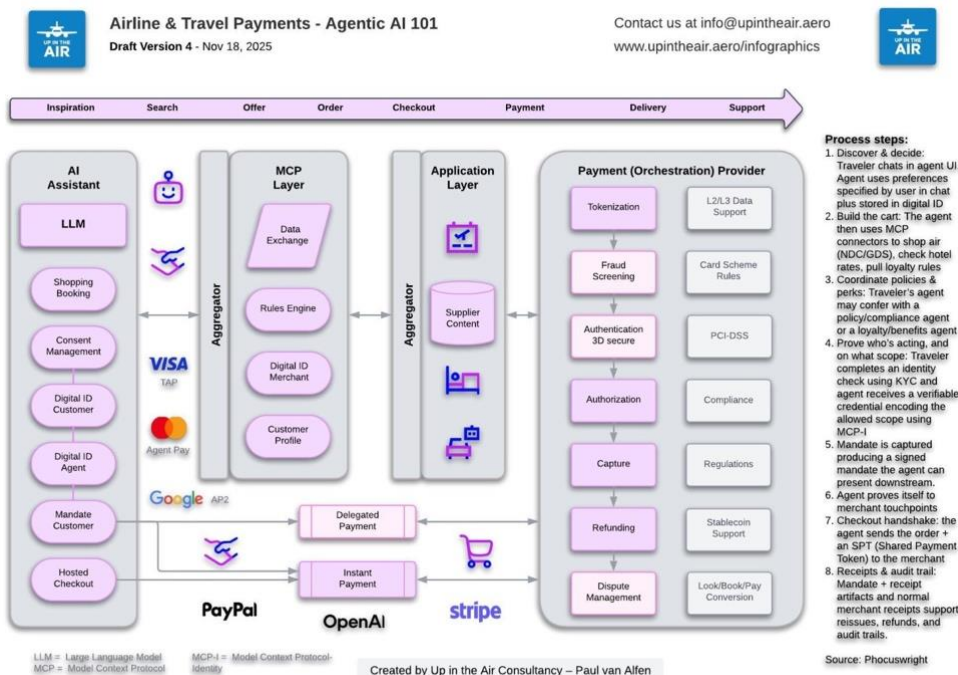 UP IN THE
AIR
Airline & Travel Payments - Agentic AI 101
Draft Version 4 - Nov 18, 2025
Contact us at info@upintheair.aero
www.upintheair.aero/infographics
UP IN THE
AIR
Inspiration
Search
Offer
Order
Checkout
Payment
Delivery
Support
AI
Assistant
LLM
Shopping
Booking
Consent
Management
Digital ID
Customer
Digital ID
Agent
Mandate
Customer
Hosted
Checkout
VISA
TAP
Agent Pay
Google AP2
Aggregator
MCP
Layer
Data
Exchange
Rules Engine
Digital ID
Merchant
Customer
Profile
Aggregator
Application
Layer
Supplier
Content
Delegated
Payment
Instant
Payment
PayPal
OpenAI
stripe
Payment (Orchestration) Provider
Tokenization
Fraud
Screening
Authentication
3D secure
Authorization
Capture
Refunding
Dispute
Management
L2/L3 Data
Support
Card Scheme
Rules
PCI-DSS
Compliance
Regulations
Stablecoin
Support
Look/Book/Pay
Conversion
Process steps:
1. Discover & decide:
Traveler chats in agent UI
Agent uses preferences
specified by user in chat
plus stored in digital ID
2. Build the cart: The agent
then uses MCP
connectors to shop air
(NDC/GDS), check hotel
rates, pull loyalty rules
3. Coordinate policies &
perks: Traveler's agent
may confer with a
policy/compliance agent
or a loyalty/benefits agent
4. Prove who's acting, and
on what scope: Traveler
completes an identity
check using KYC and
agent receives a verifiable
credential encoding the
allowed scope using
MCP-I
5. Mandate is captured
producing a signed
mandate the agent can
present downstream.
6. Agent proves itself to
merchant touchpoints
7. Checkout handshake: the
agent sends the order +
an SPT (Shared Payment
Token) to the merchant
8. Receipts & audit trail:
Mandate + receipt
artifacts and normal
merchant receipts support
reissues, refunds, and
audit trails.
Source: Phocuswright
LLM = Large Language Model
MCP = Model Context Protocol
MCP-I = Model Context Protocol-
Identity
Created by Up in the Air Consultancy – Paul van Alfen